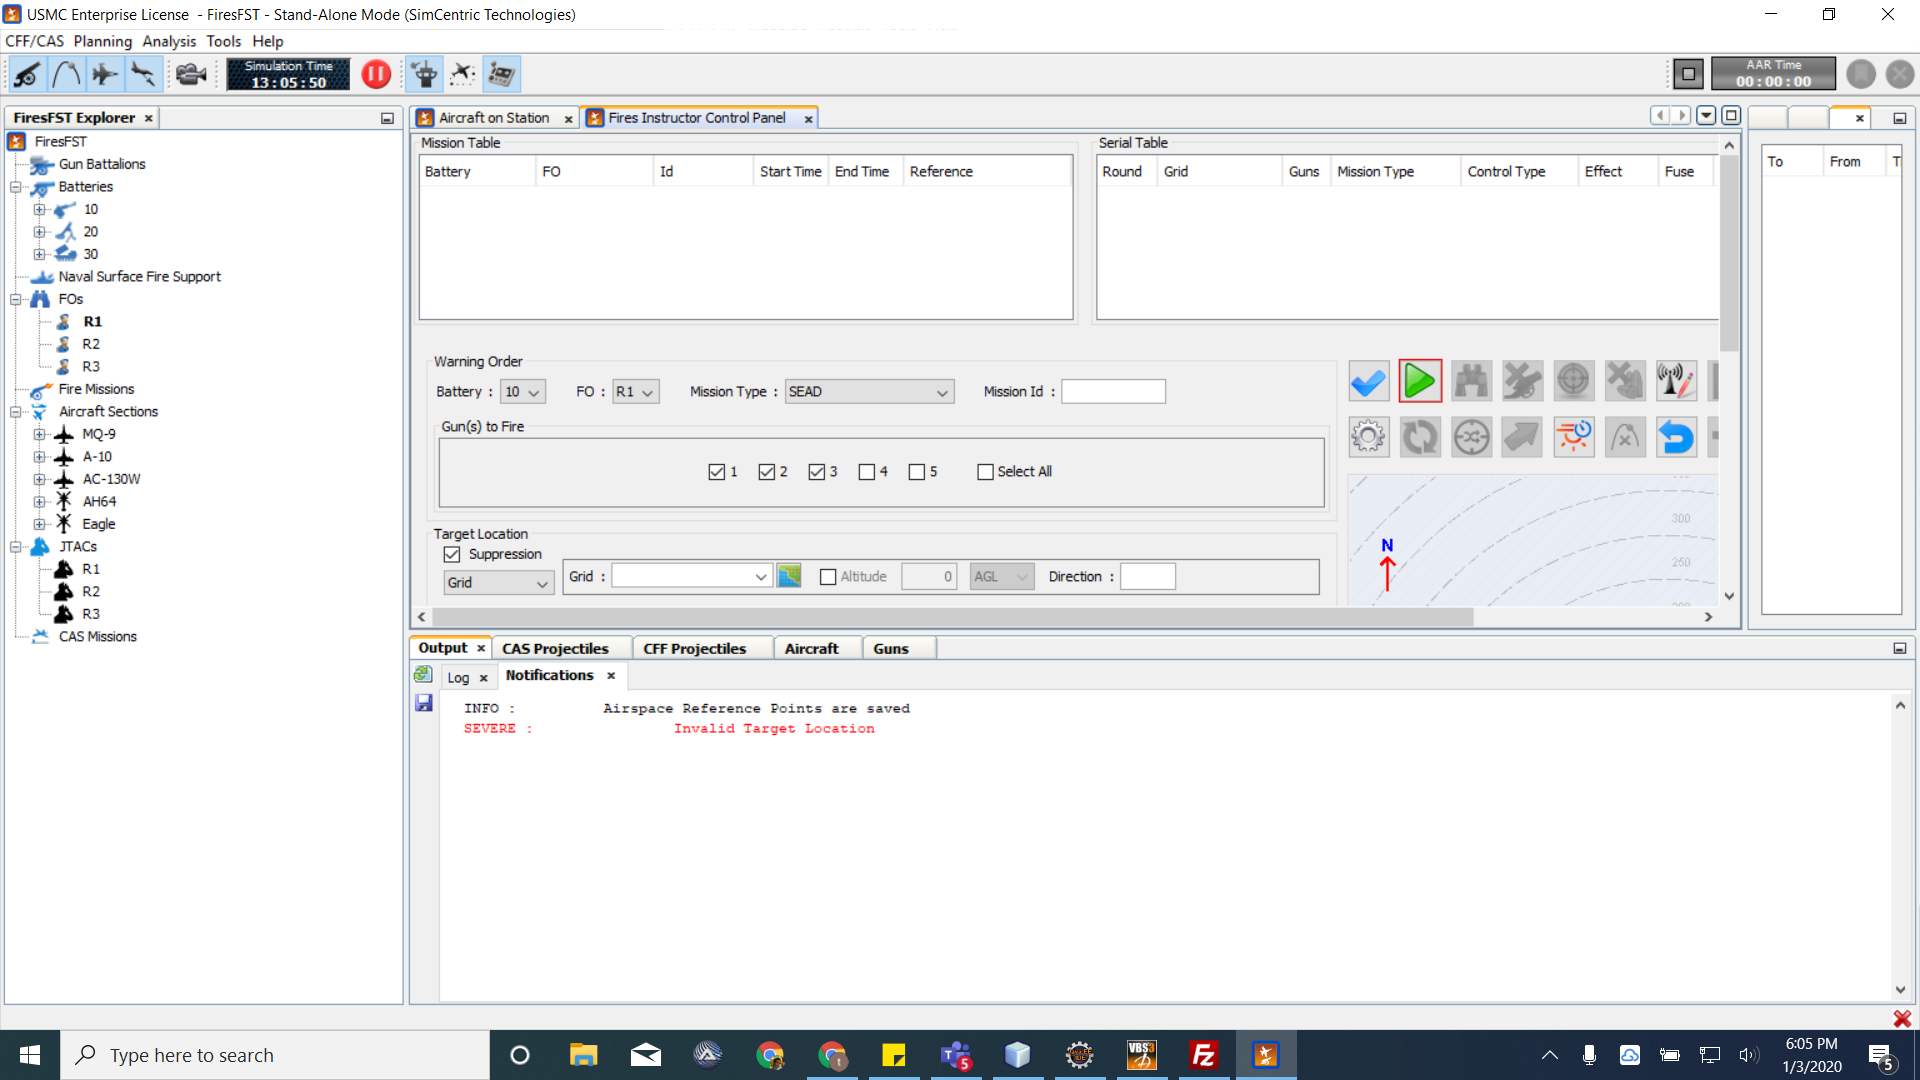 USMC Enterprise License - FiresFST - Stand-Alone Mode (SimCentric Technologies)
CFF/CAS Planning Analysis Tools Help
Simulation Time
13:05:50
AAR Time
00:00:00
FiresFST Explorer
FiresFST
Gun Battalions
Batteries
10
20
30
Naval Surface Fire Support
FOs
R1
R2
R3
Fire Missions
Aircraft Sections
MQ-9
A-10
AC-130W
AH64
Eagle
JTACs
R1
R2
R3
CAS Missions
Aircraft on Station
Fires Instructor Control Panel
Mission Table
Battery FO Id Start Time End Time Reference
Serial Table
Round Grid Guns Mission Type Control Type Effect Fuse
To From
Warning Order
Battery : 10 FO : R1 Mission Type : SEAD Mission Id :
Gun(s) to Fire
1 2 3 4 5 Select All
Target Location
Suppression
Grid Grid : Altitude 0 AGL Direction :
N
300
250
Output CAS Projectiles CFF Projectiles Aircraft Guns
Log Notifications
INFO : Airspace Reference Points are saved
SEVERE : Invalid Target Location
Type here to search
VBS3
5
6:05 PM
1/3/2020
5